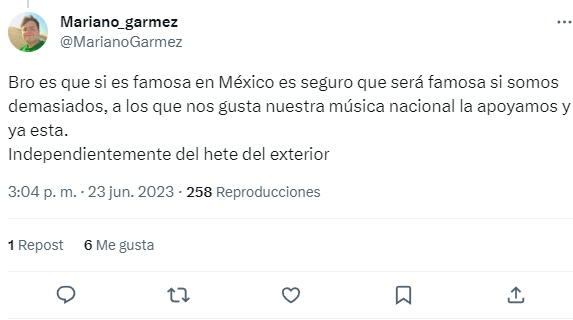 Mariano_garmez
@MarianoGarmez
Bro es que si es famosa en México es seguro que será famosa si somos
demasiados, a los que nos gusta nuestra música nacional la apoyamos y
ya esta.
Independientemente del hete del exterior
3:04 p. m. · 23 jun. 2023 · 258 Reproducciones
1 Repost 6 Me gusta